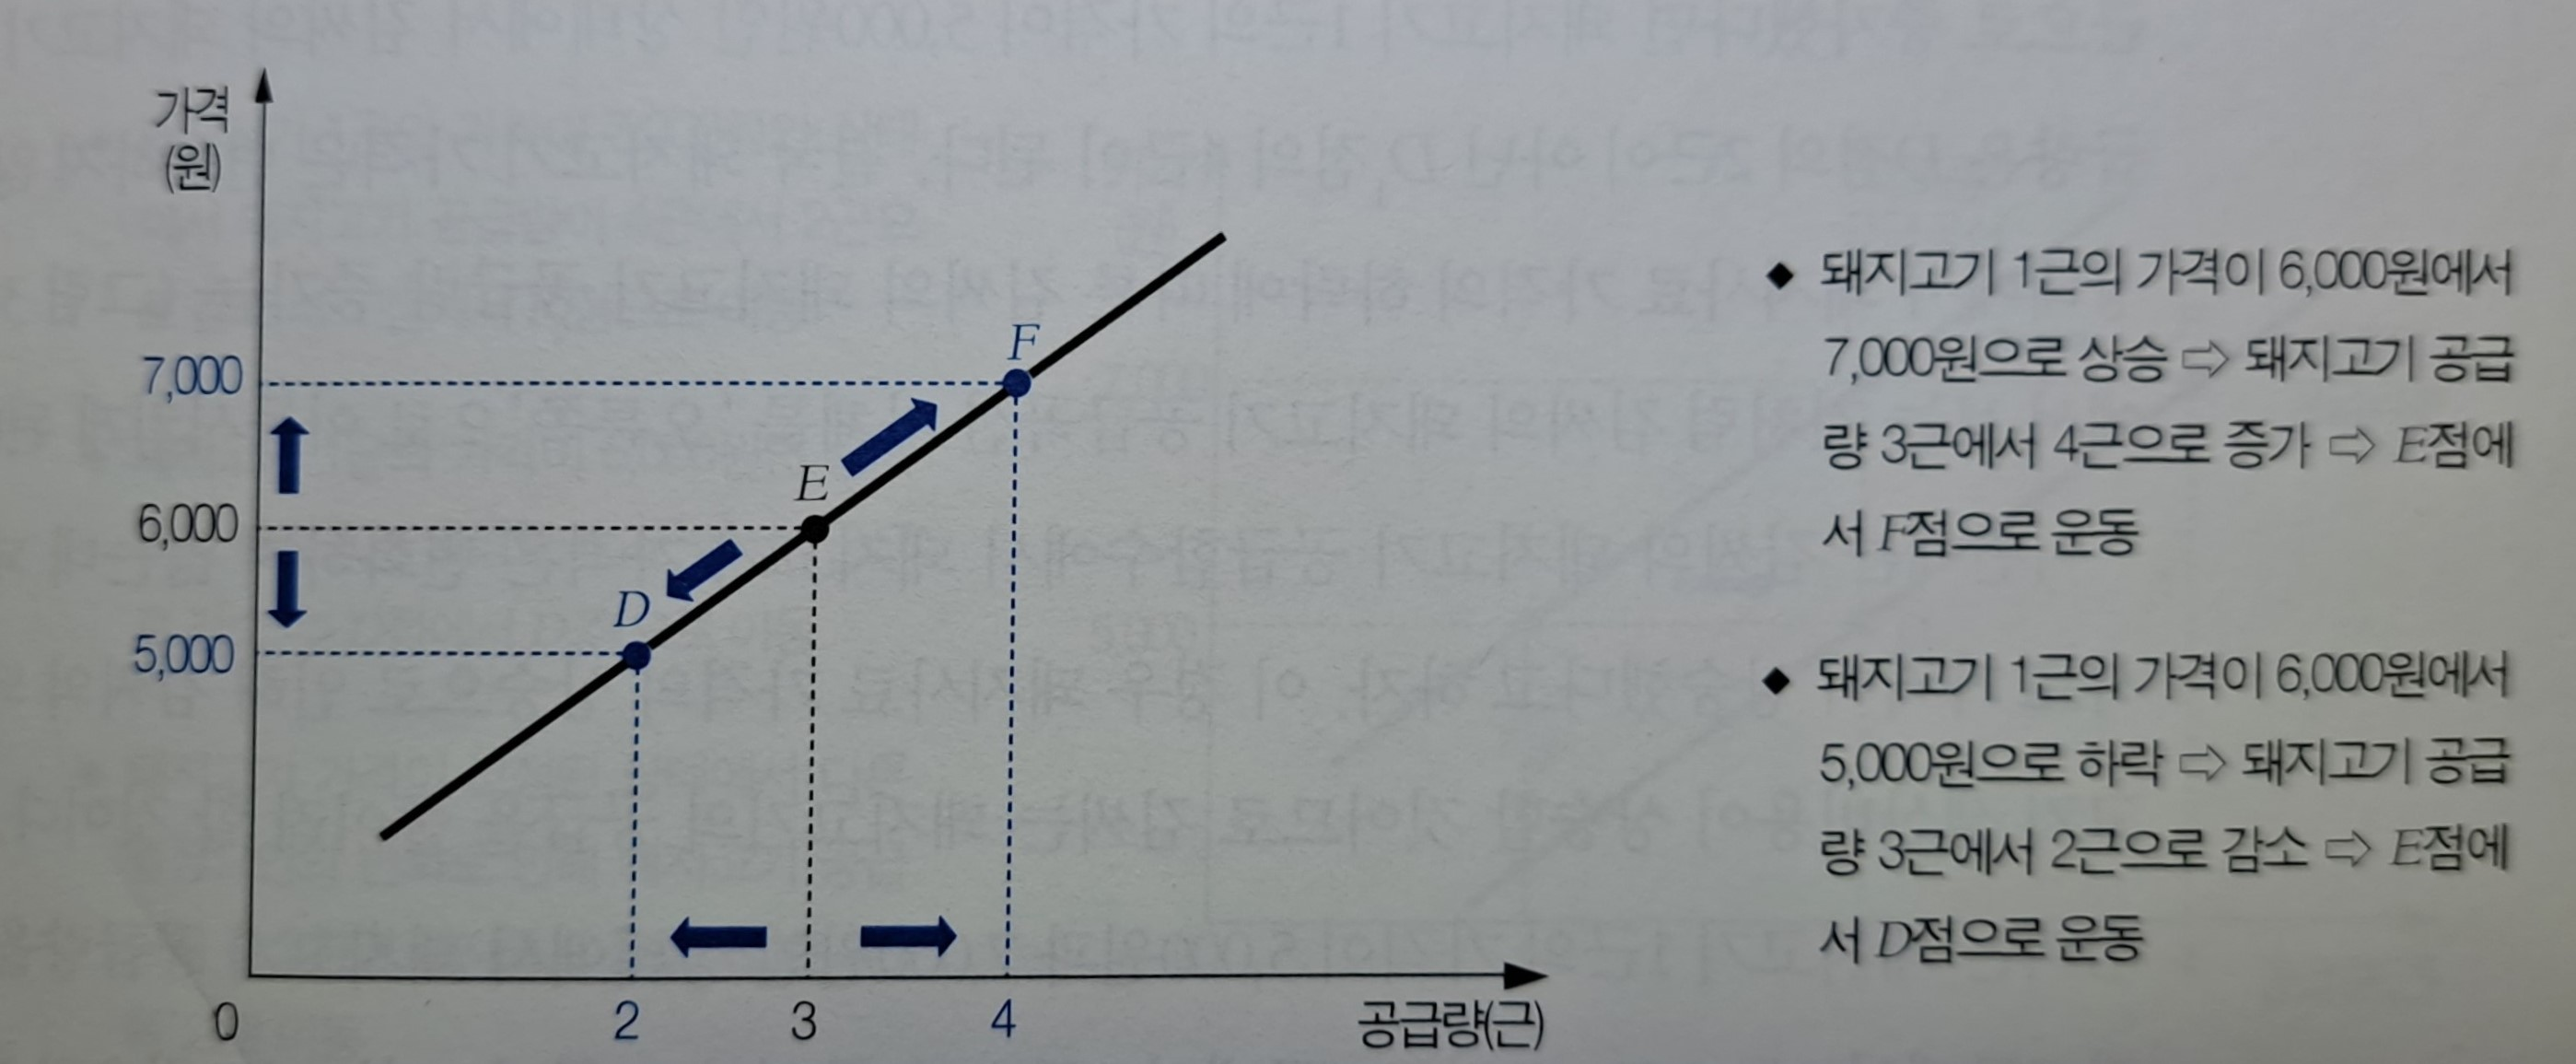 가격
(원)
7,000
6,000
5,000
F
E
D
0
2
3
4
공급량(근)
◆ 돼지고기 1근의 가격이 6,000원에서
7,000원으로 상승 ⇨ 돼지고기 공급
량 3근에서 4근으로 증가 ⇨ E점에
서 F점으로 운동
◆ 돼지고기 1근의 가격이 6,000원에서
5,000원으로 하락 ⇨ 돼지고기 공급
량 3근에서 2근으로 감소 ⇨ E점에
서 D점으로 운동